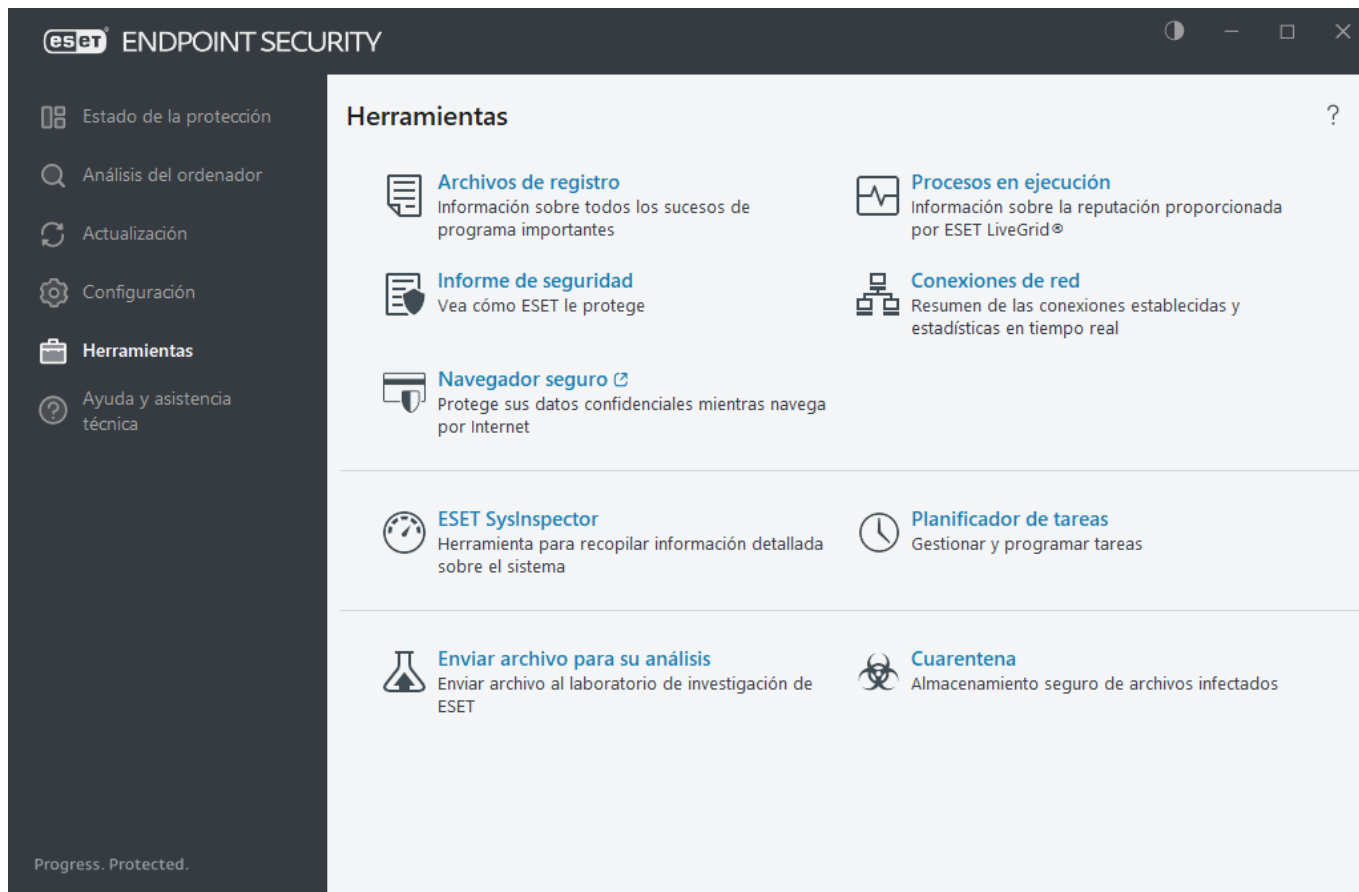 eset ENDPOINT SECURITY
Estado de la protección
Análisis del ordenador
Actualización
Configuración
Herramientas
Ayuda y asistencia
técnica
Progress. Protected.
Herramientas
?
Archivos de registro
Información sobre todos los sucesos de
programa importantes
Procesos en ejecución
Información sobre la reputación proporcionada
por ESET LiveGrid®
Informe de seguridad
Vea cómo ESET le protege
Conexiones de red
Resumen de las conexiones establecidas y
estadísticas en tiempo real
Navegador seguro
Protege sus datos confidenciales mientras navega
por Internet
ESET SysInspector
Herramienta para recopilar información detallada
sobre el sistema
Planificador de tareas
Gestionar y programar tareas
Enviar archivo para su análisis
Enviar archivo al laboratorio de investigación de
ESET
Cuarentena
Almacenamiento seguro de archivos infectados